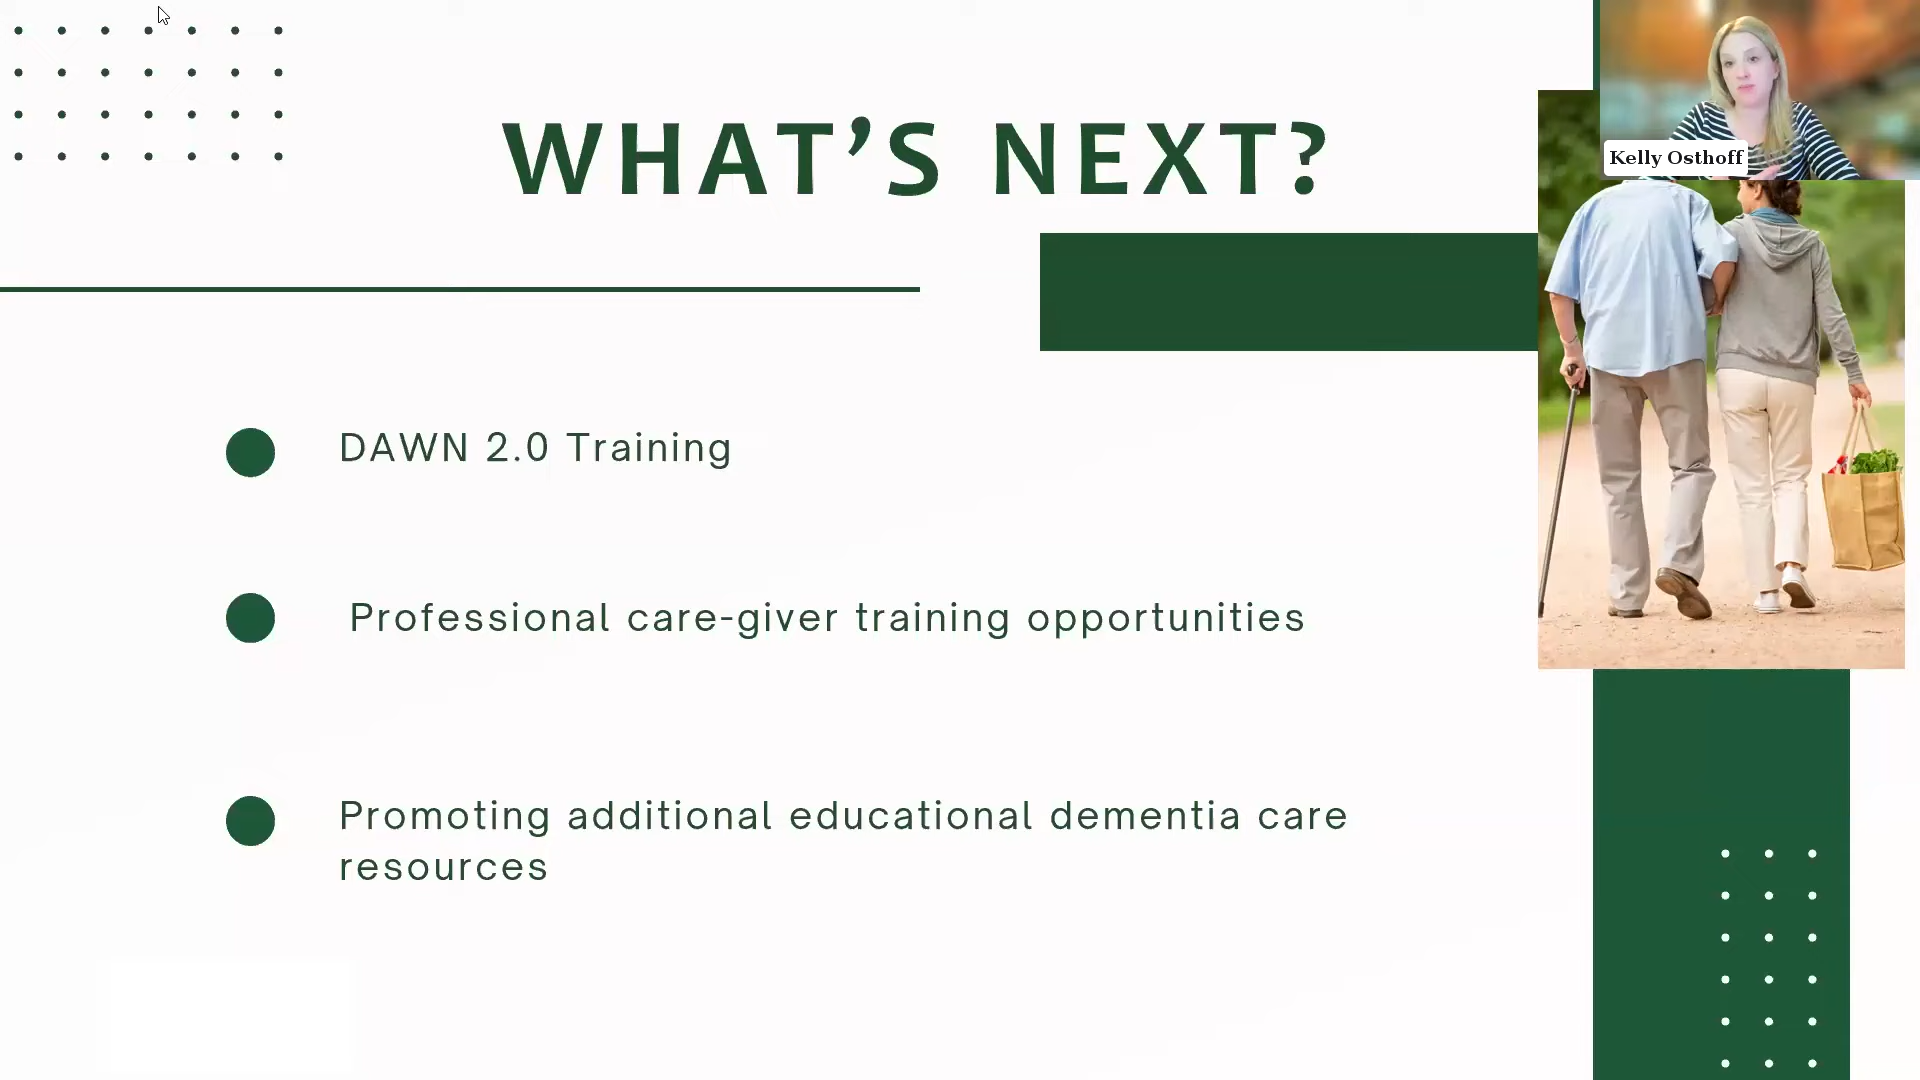 WHAT’S NEXT?
Kelly Osthoff
DAWN 2.0 Training
Professional care-giver training opportunities
Promoting additional educational dementia care
resources